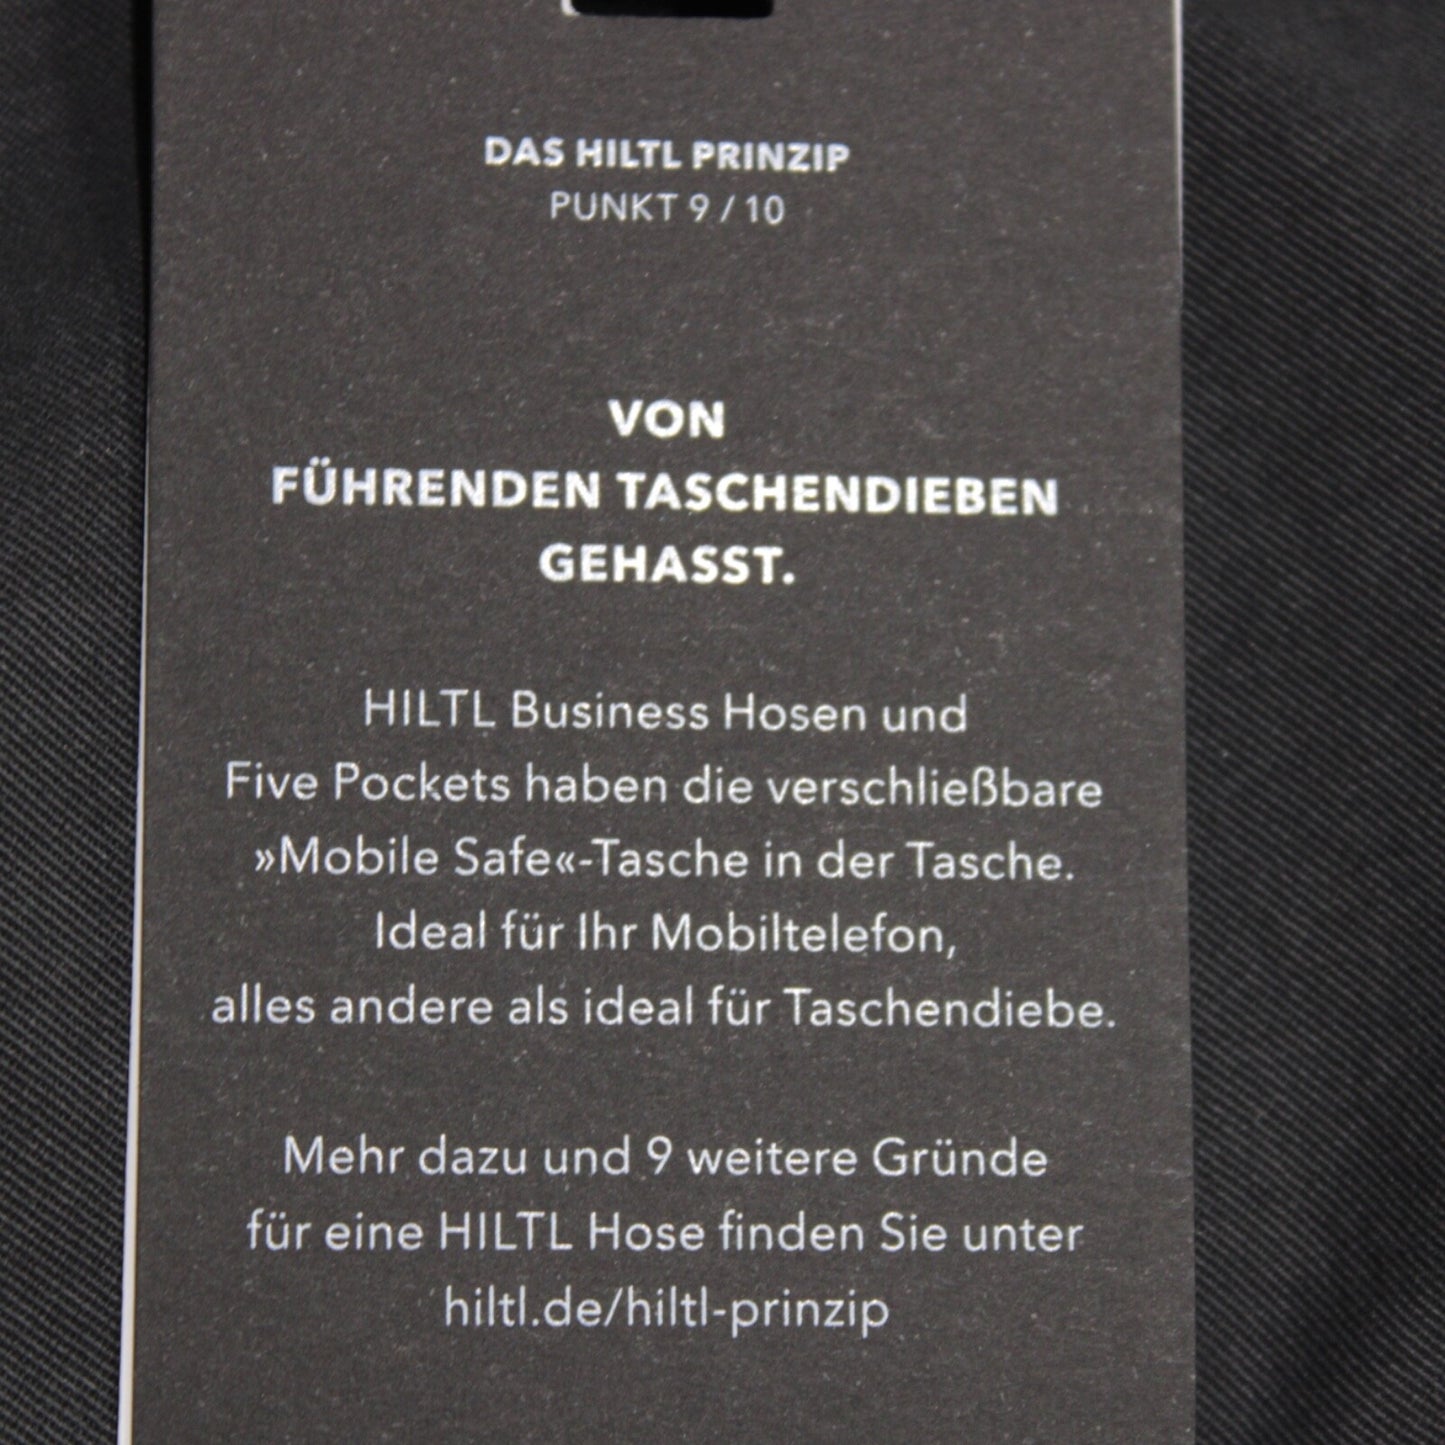 DAS HILTL PRINZIP
PUNKT 9 / 10
VON
FÜHRENDEN TASCHENDIEBEN
GEHASST.
HILTL Business Hosen und
Five Pockets haben die verschließbare
»Mobile Safe«-Tasche in der Tasche.
Ideal für Ihr Mobiltelefon,
alles andere als ideal für Taschendiebe.
Mehr dazu und 9 weitere Gründe
für eine HILTL Hose finden Sie unter
hiltl.de/hiltl-prinzip